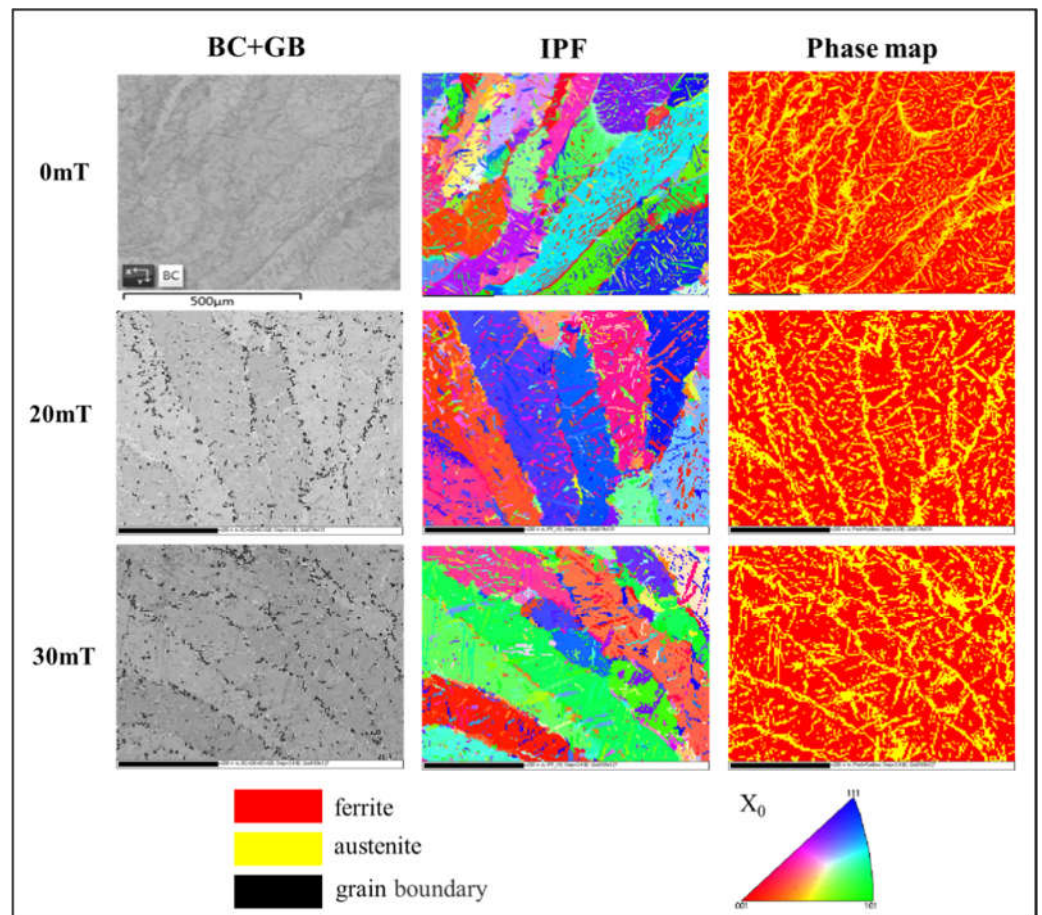 BC+GB IPF Phase map
0mT
BC
500μm
20mT
30mT
ferrite
austenite
grain boundary
X₀
111
001
101